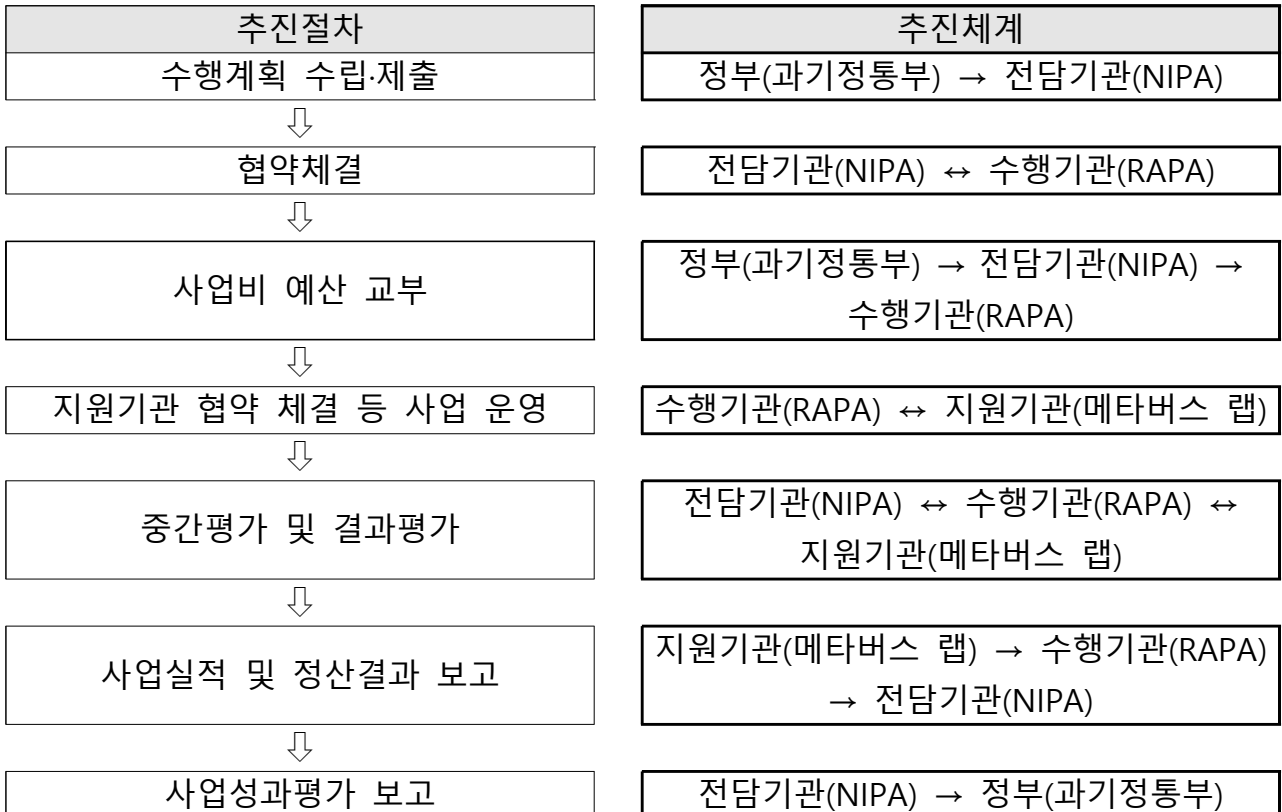 추진절차
추진체계
수행계획 수립·제출
정부(과기정통부) → 전담기관(NIPA)
협약체결
전담기관(NIPA) ↔ 수행기관(RAPA)
사업비 예산 교부
정부(과기정통부) → 전담기관(NIPA) →
수행기관(RAPA)
지원기관 협약 체결 등 사업 운영
수행기관(RAPA) ↔ 지원기관(메타버스 랩)
중간평가 및 결과평가
전담기관(NIPA) ↔ 수행기관(RAPA) ↔
지원기관(메타버스 랩)
사업실적 및 정산결과 보고
지원기관(메타버스 랩) → 수행기관(RAPA)
→ 전담기관(NIPA)
사업성과평가 보고
전담기관(NIPA) → 정부(과기정통부)